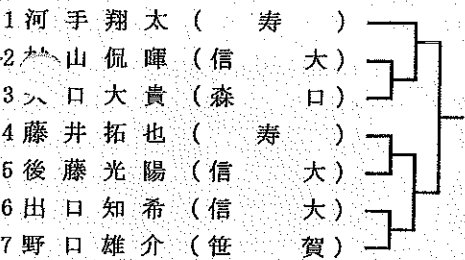 1 河 手 翔 太 ( 寿 )
2 山 侃 暉 ( 信 大 )
3 口 大 貴 ( 森 口 )
4 藤 井 拓 也 ( 寿 )
5 後 藤 光 陽 ( 信 大 )
6 出 口 知 希 ( 信 大 )
7 野 口 雄 介 ( 笹 賀 )